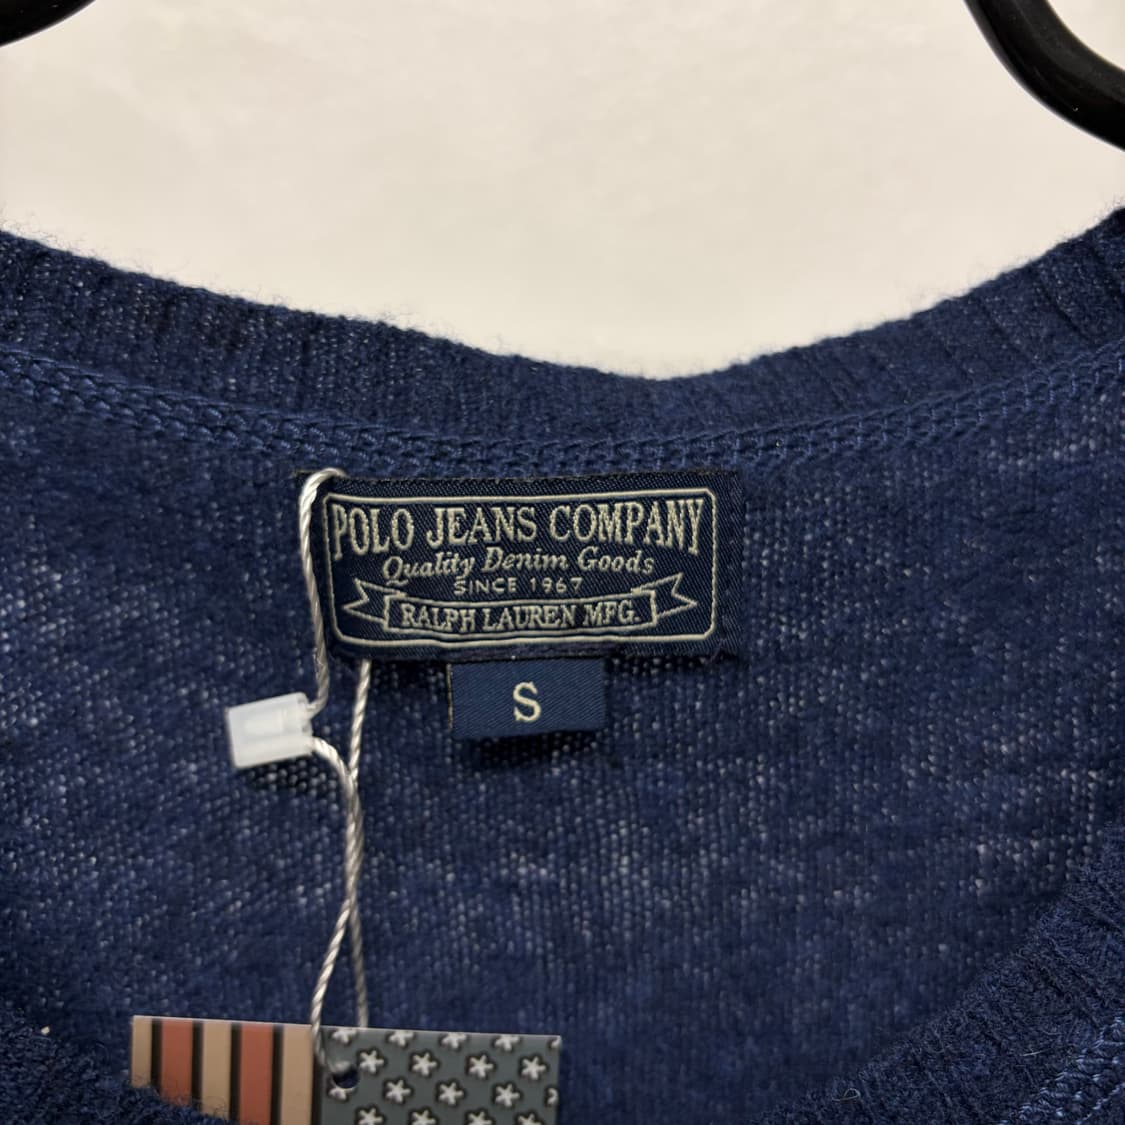 POLO JEANS COMPANY
Quality Denim Goods
SINCE 1967
RALPH LAUREN MFG.
S